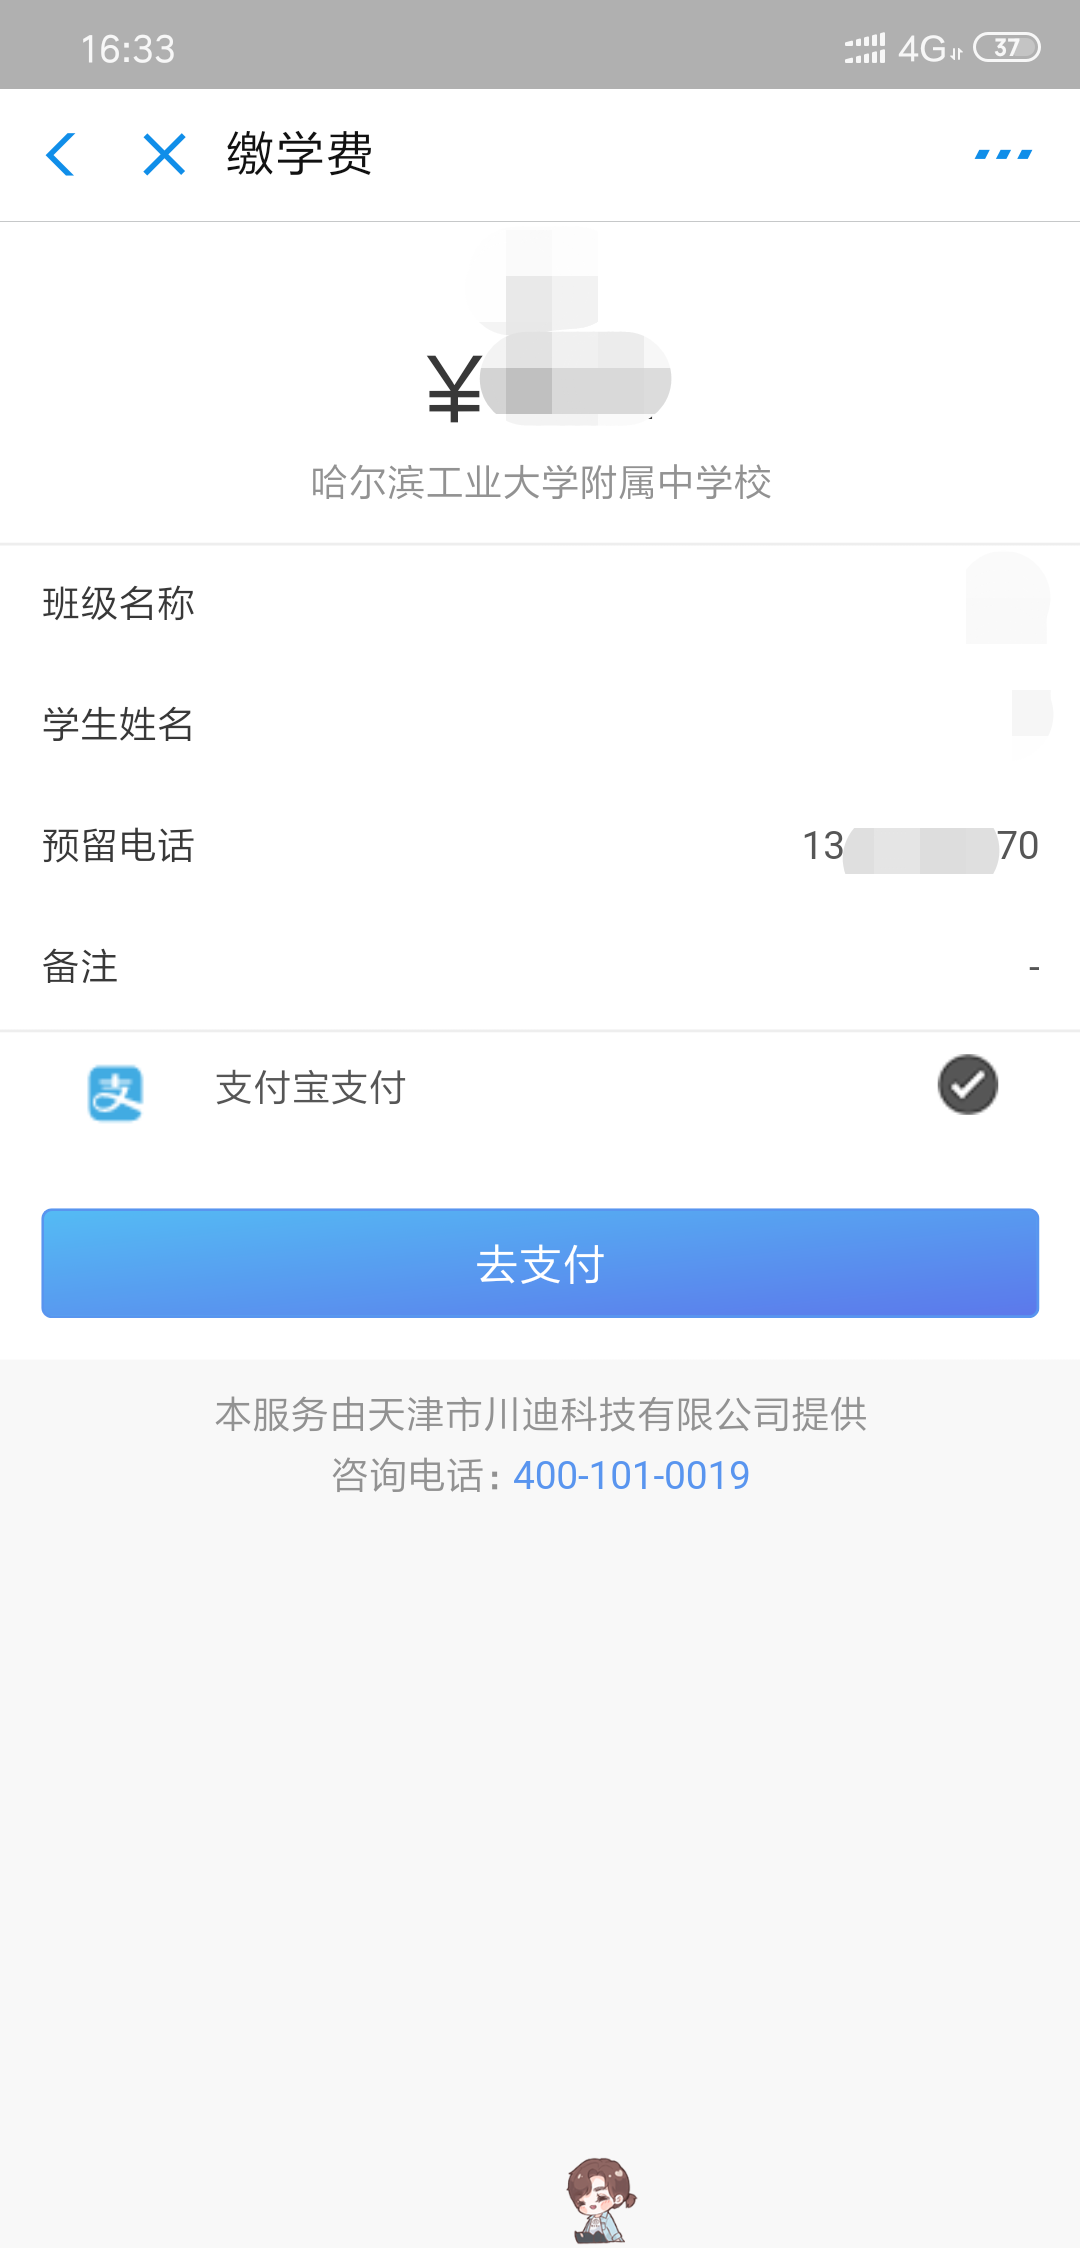 16:33
4G 37
缴学费
¥
哈尔滨工业大学附属中学校
班级名称
学生姓名
预留电话 13 70
备注 -
支 支付宝支付
去支付
本服务由天津市川迪科技有限公司提供
咨询电话：400-101-0019